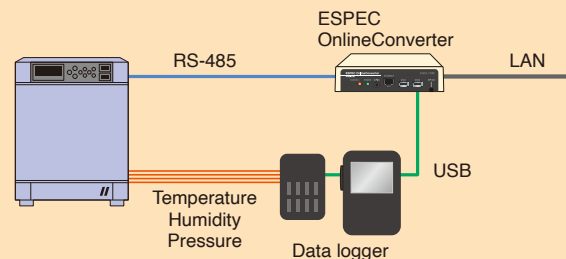 ESPEC
OnlineConverter
RS-485
LAN
USB
Temperature
Humidity
Pressure
Data logger